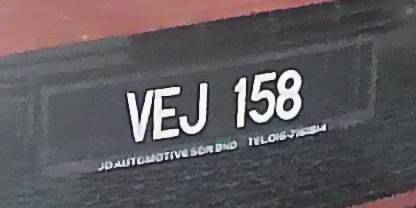 VEJ 158
JD AUTOMOTIVE SDN BHD